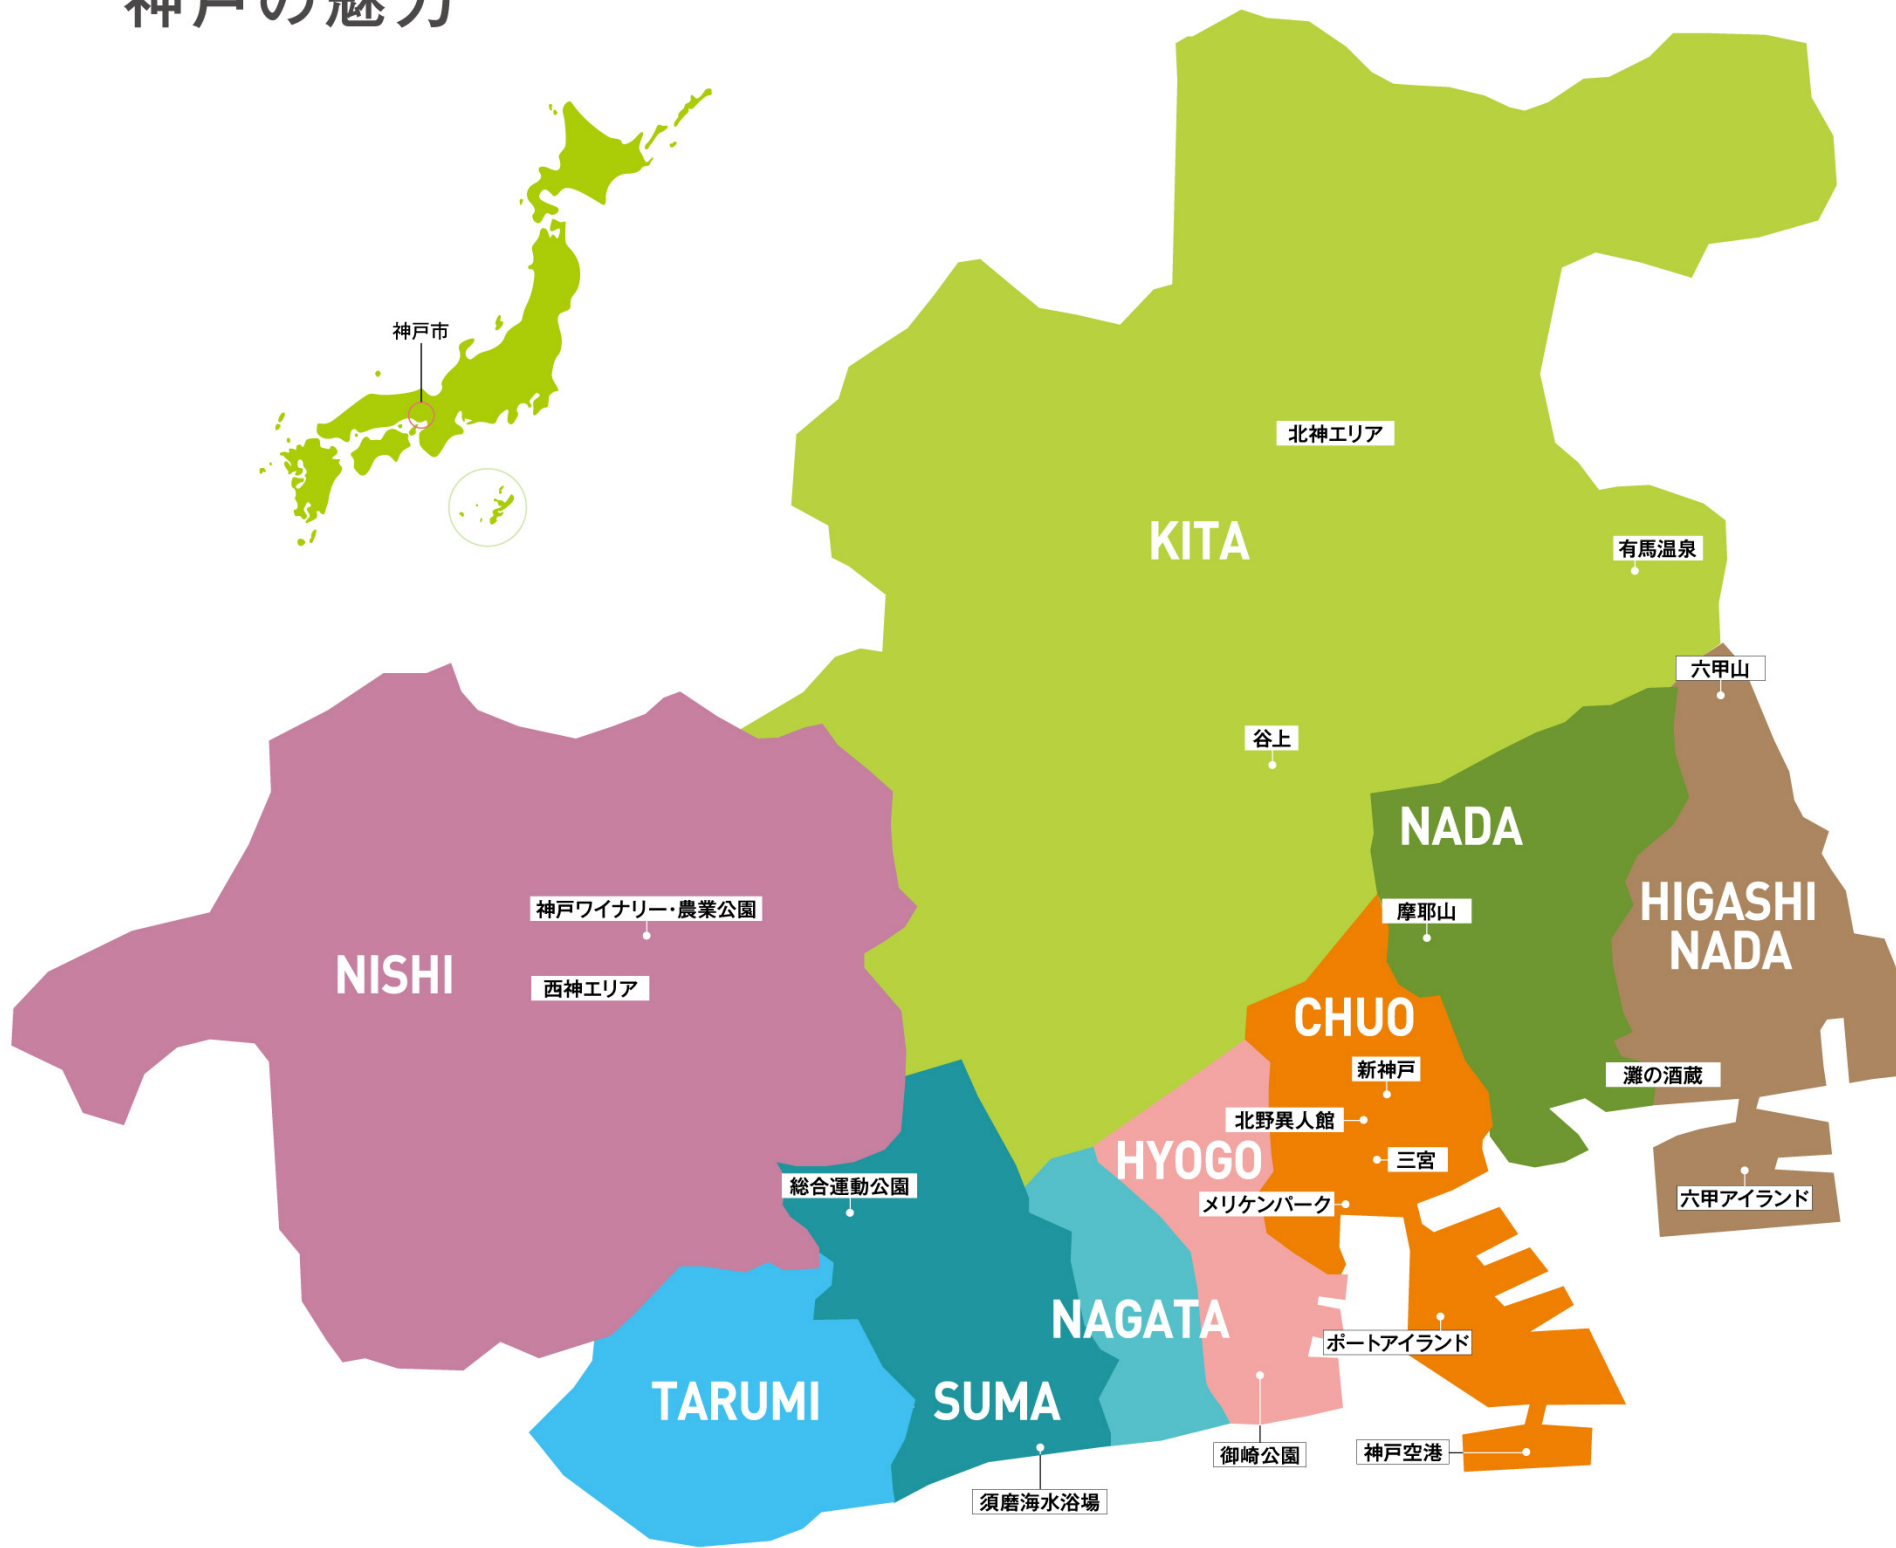 神戸の魅力
神戸市
北神エリア
KITA
有馬温泉
六甲山
谷上
NADA
HIGASHI
NADA
神戸ワイナリー・農業公園
摩耶山
NISHI
西神エリア
CHUO
新神戸
灘の酒蔵
北野異人館
HYOGO
三宮
総合運動公園
メリケンパーク
六甲アイランド
NAGATA
ポートアイランド
TARUMI
SUMA
御崎公園
神戸空港
須磨海水浴場